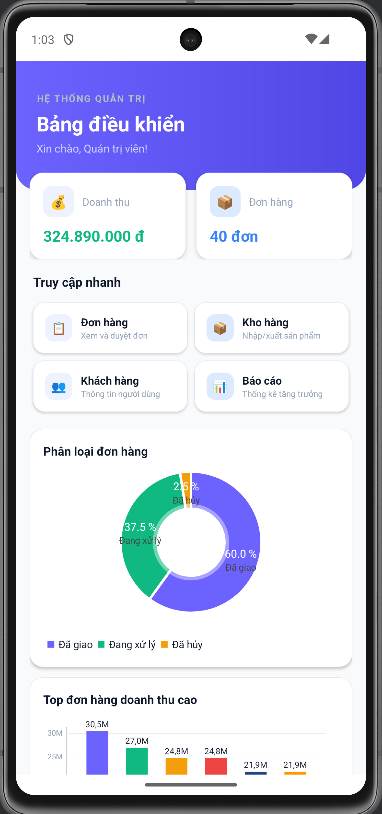 1:03
HỆ THỐNG QUẢN TRỊ
Bảng điều khiển
Xin chào, Quản trị viên!
Doanh thu
324.890.000 đ
Đơn hàng
40 đơn
Truy cập nhanh
Đơn hàng
Xem và duyệt đơn
Kho hàng
Nhập/xuất sản phẩm
Khách hàng
Thông tin người dùng
Báo cáo
Thống kê tăng trưởng
Phân loại đơn hàng
2.5 %
Đã hủy
37.5 %
Đang xử lý
60.0 %
Đã giao
Đã giao Đang xử lý Đã hủy
Top đơn hàng doanh thu cao
30,5M
30M
27,0M
24,8M 24,8M
25M
21,9M 21,9M